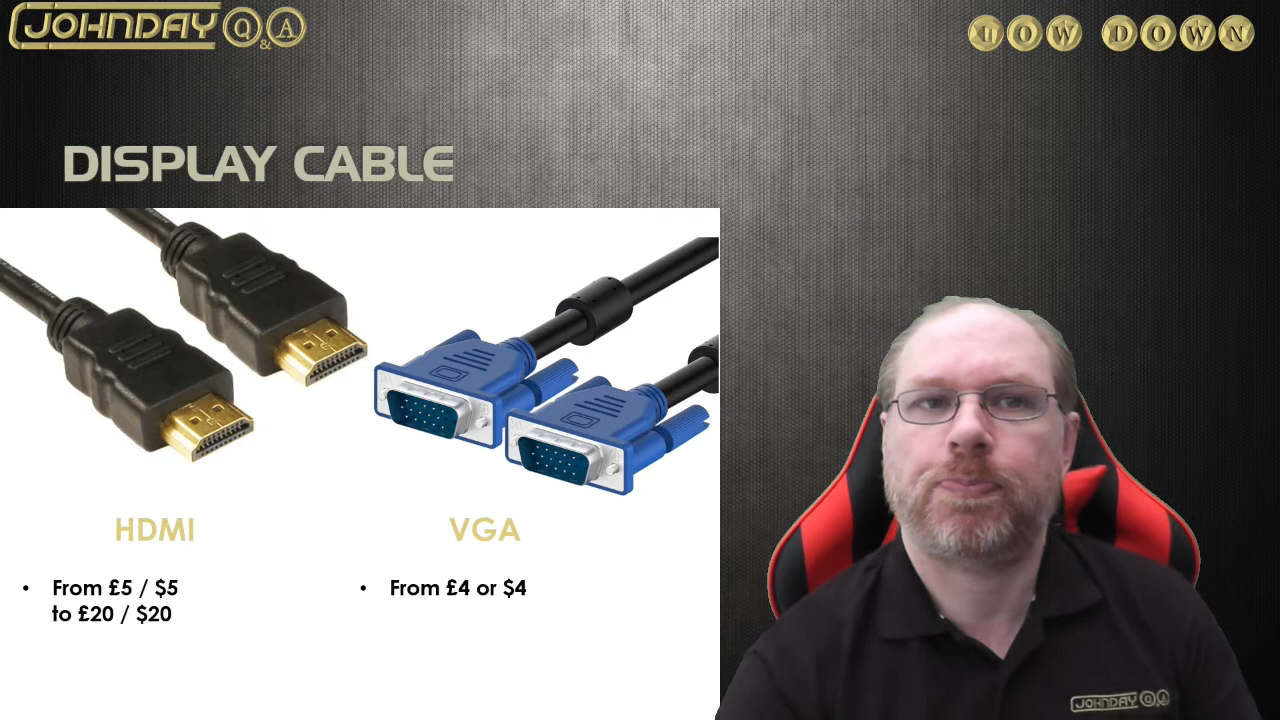 JOHNDAY Q&A
LOW DOWN
DISPLAY CABLE
HDMI
VGA
• From £5 / $5
to £20 / $20
• From £4 or $4
JOHNDAY Q&A